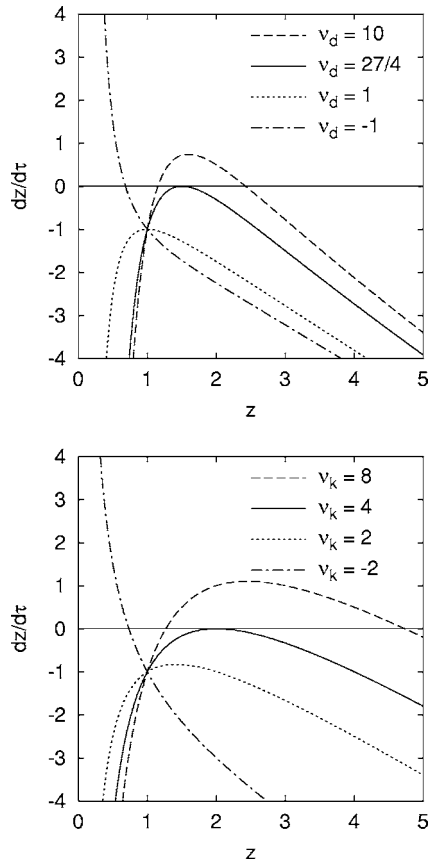 4
3
2
1
0
-1
-2
-3
-4
dz/dτ
ν_d = 10
ν_d = 27/4
ν_d = 1
ν_d = -1
0 1 2 3 4 5
z
4
3
2
1
0
-1
-2
-3
-4
dz/dτ
ν_k = 8
ν_k = 4
ν_k = 2
ν_k = -2
0 1 2 3 4 5
z